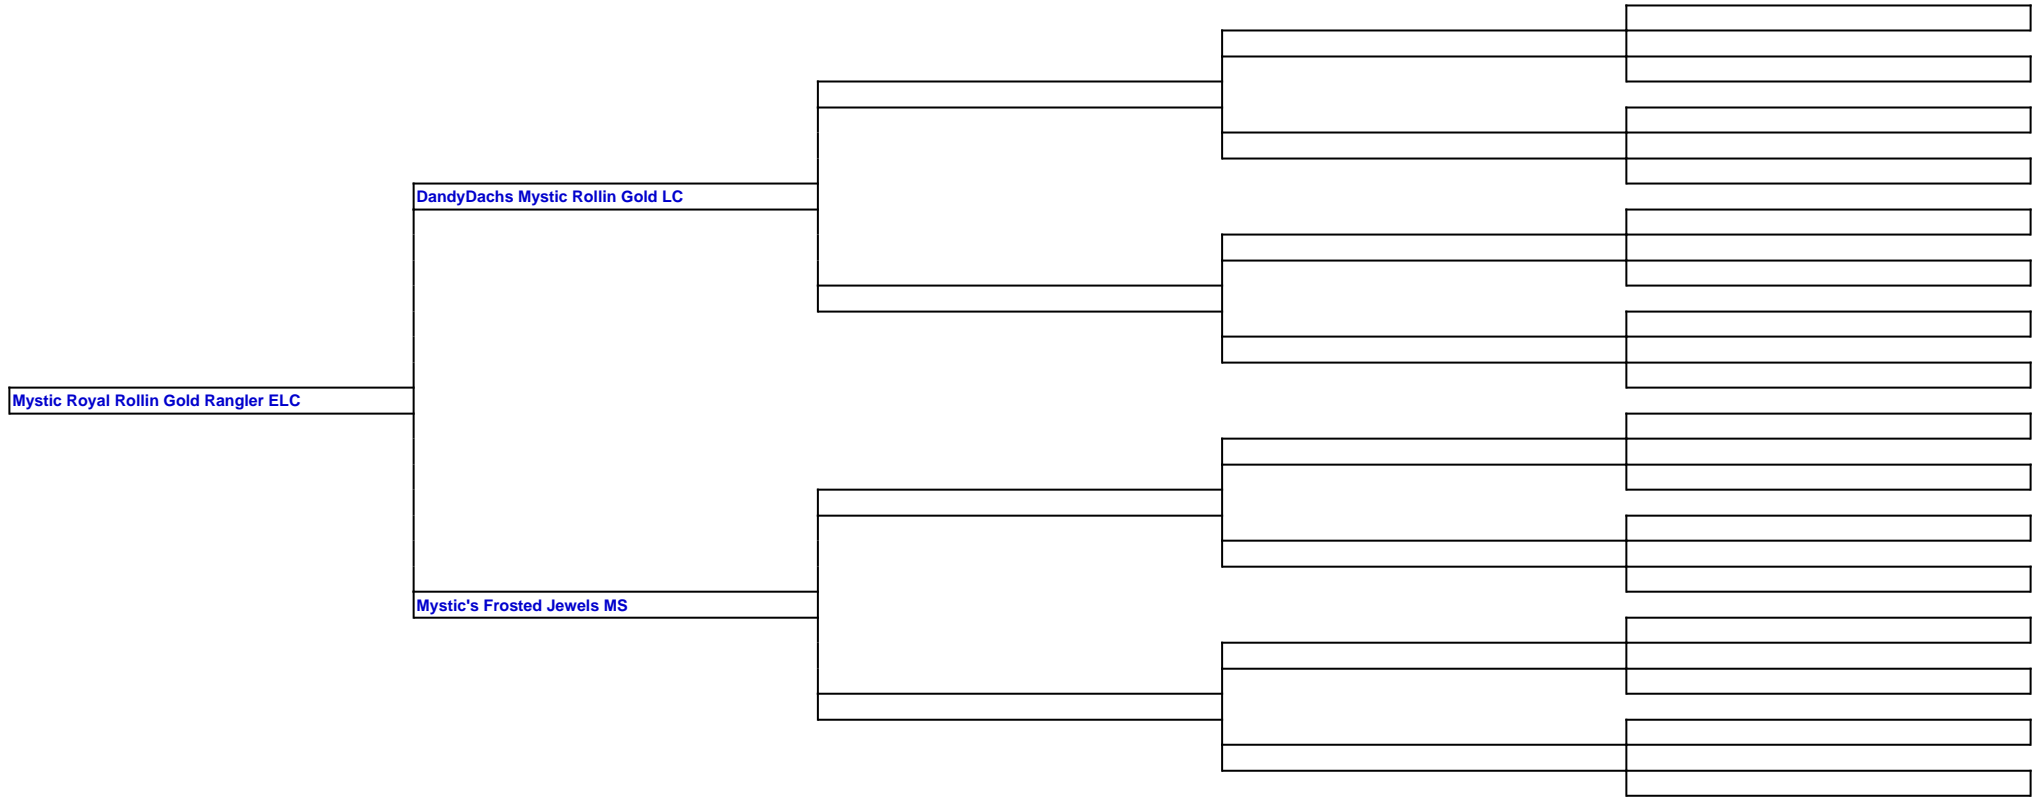 DandyDachs Mystic Rollin Gold LC
Mystic Royal Rollin Gold Rangler ELC
Mystic's Frosted Jewels MS